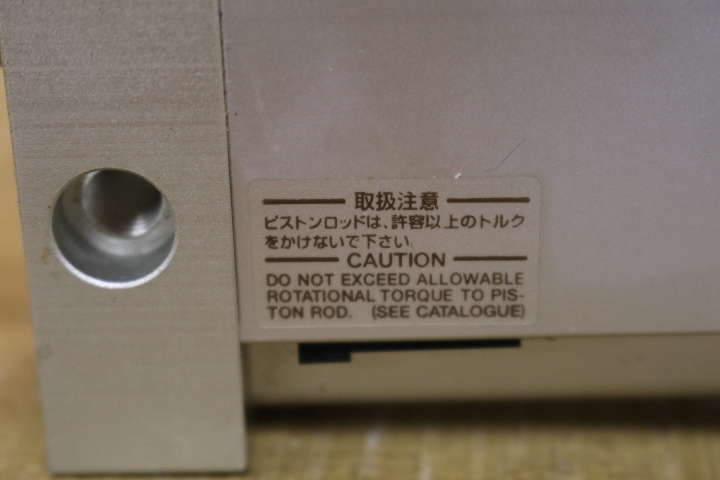 取扱注意
ピストンロッドは、許容以上のトルク
をかけないで下さい.
CAUTION
DO NOT EXCEED ALLOWABLE
ROTATIONAL TORQUE TO PIS-
TON ROD. (SEE CATALOGUE)